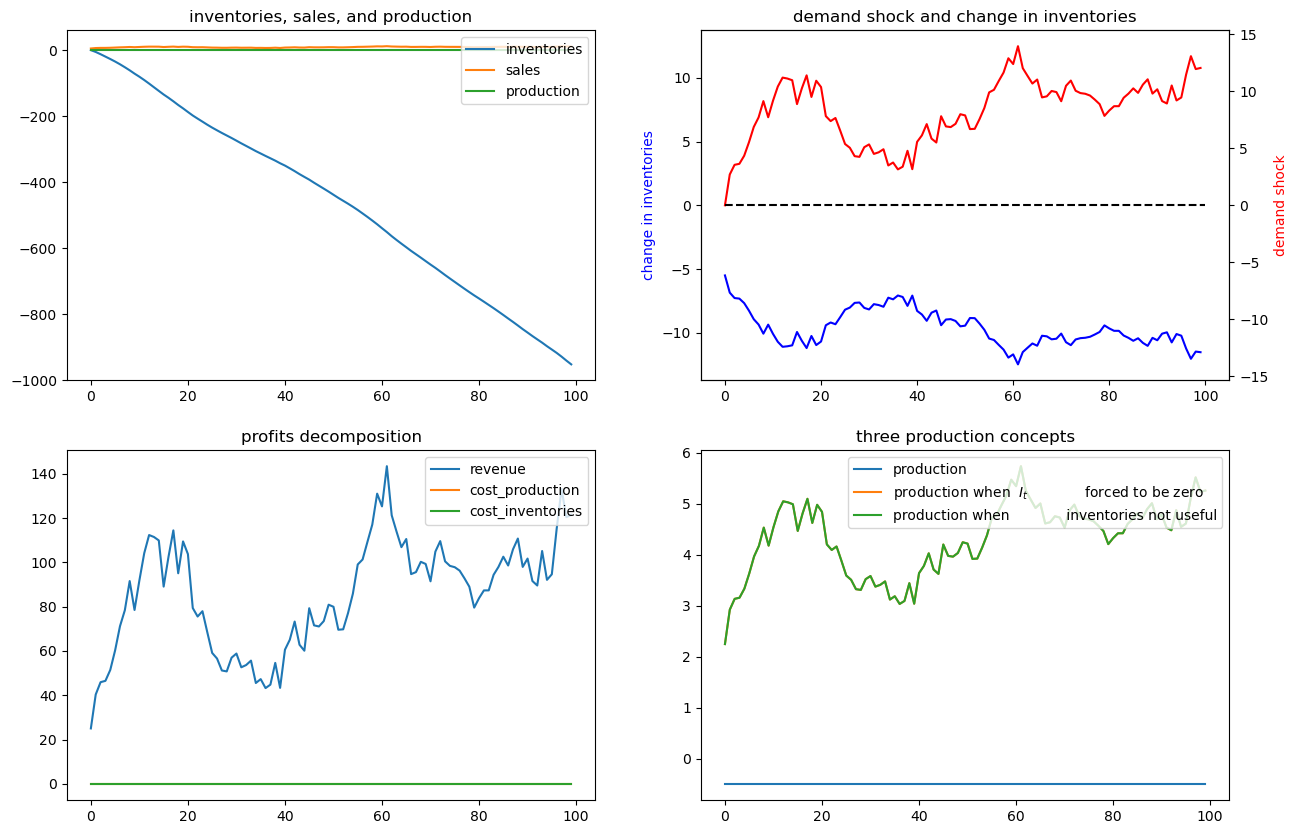 inventories, sales, and production
0
−200
−400
−600
−800
−1000
0 20 40 60 80 100
inventories
sales
production
demand shock and change in inventories
change in inventories
10
5
0
−5
−10
15
10
5
0
−5
−10
−15
demand shock
0 20 40 60 80 100
profits decomposition
140
120
100
80
60
40
20
0
0 20 40 60 80 100
revenue
cost_production
cost_inventories
three production concepts
6
5
4
3
2
1
0
0 20 40 60 80 100
production
production when I_t forced to be zero
production when inventories not useful